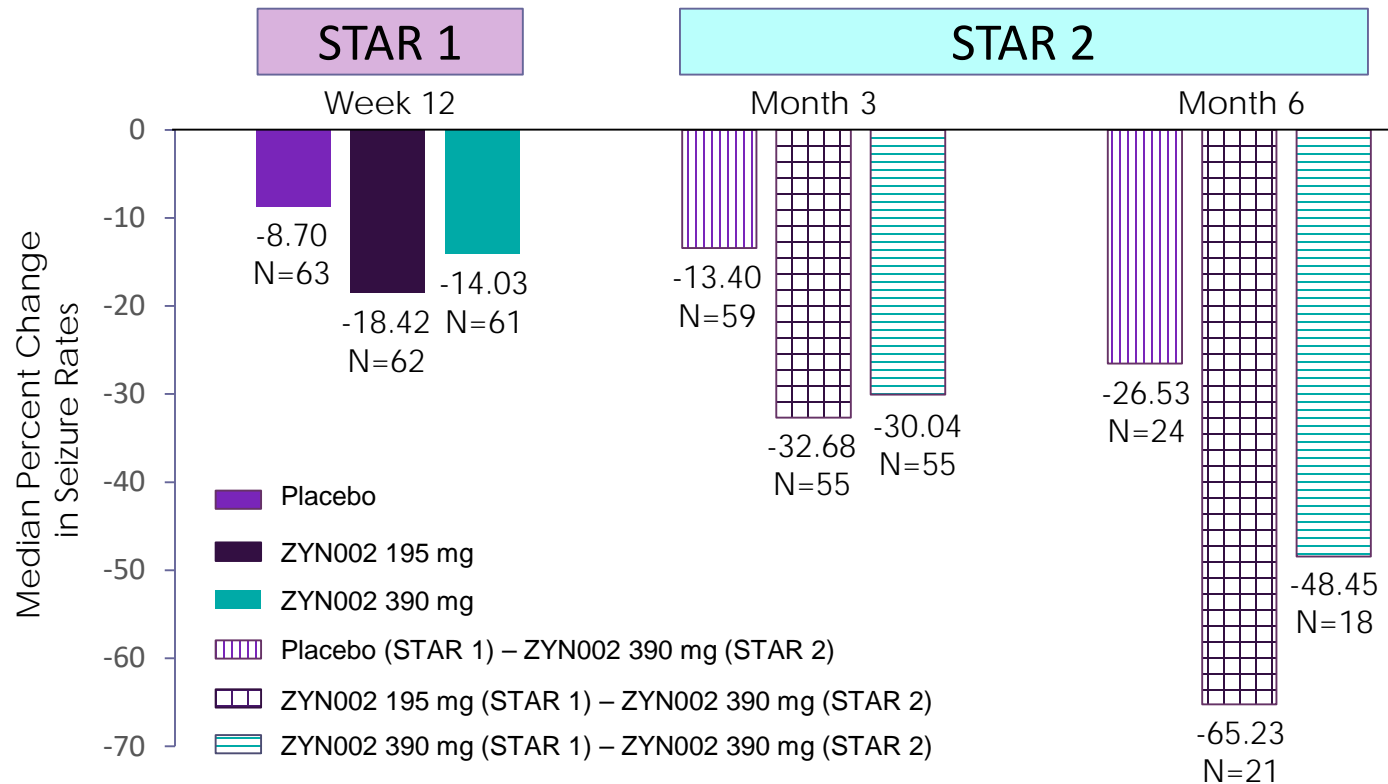 STAR 1
STAR 2
Week 12
Month 3
Month 6
Median Percent Change
in Seizure Rates
0
-10
-20
-30
-40
-50
-60
-70
-8.70
N=63
-18.42
N=62
-14.03
N=61
-13.40
N=59
-32.68
N=55
-30.04
N=55
-26.53
N=24
-65.23
N=21
-48.45
N=18
Placebo
ZYN002 195 mg
ZYN002 390 mg
Placebo (STAR 1) – ZYN002 390 mg (STAR 2)
ZYN002 195 mg (STAR 1) – ZYN002 390 mg (STAR 2)
ZYN002 390 mg (STAR 1) – ZYN002 390 mg (STAR 2)